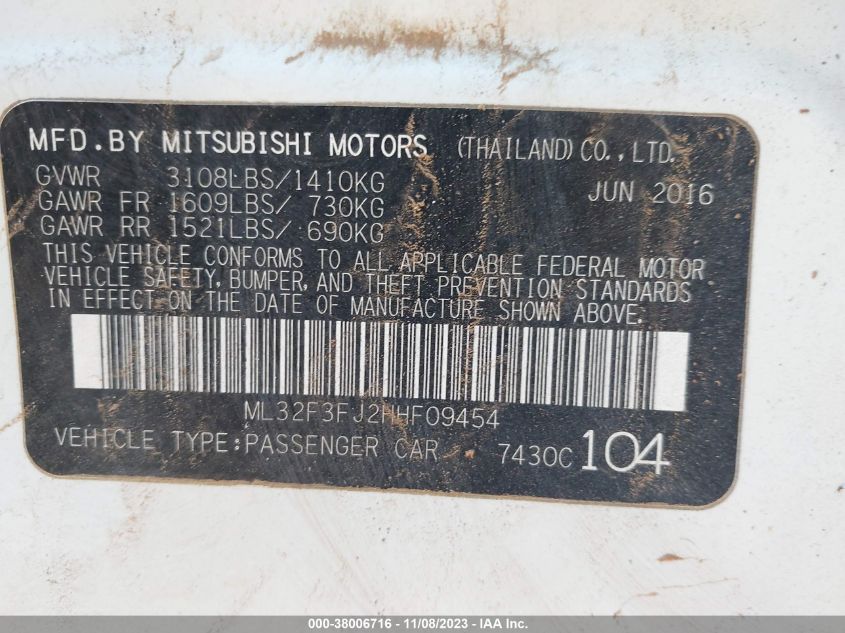 MFD.BY MITSUBISHI MOTORS (THAILAND) CO.,LTD.
GVWR 3108LBS/1410KG JUN 2016
GAWR FR 1609LBS/ 730KG
GAWR RR 1521LBS/ 690KG
THIS VEHICLE CONFORMS TO ALL APPLICABLE FEDERAL MOTOR
VEHICLE SAFETY, BUMPER, AND THEFT PREVENTION STANDARDS
IN EFFECT ON THE DATE OF MANUFACTURE SHOWN ABOVE.
ML32F3FJ2HHF09454
VEHICLE TYPE:PASSENGER CAR 7430C 104
000-38006716 - 11/08/2023 - IAA